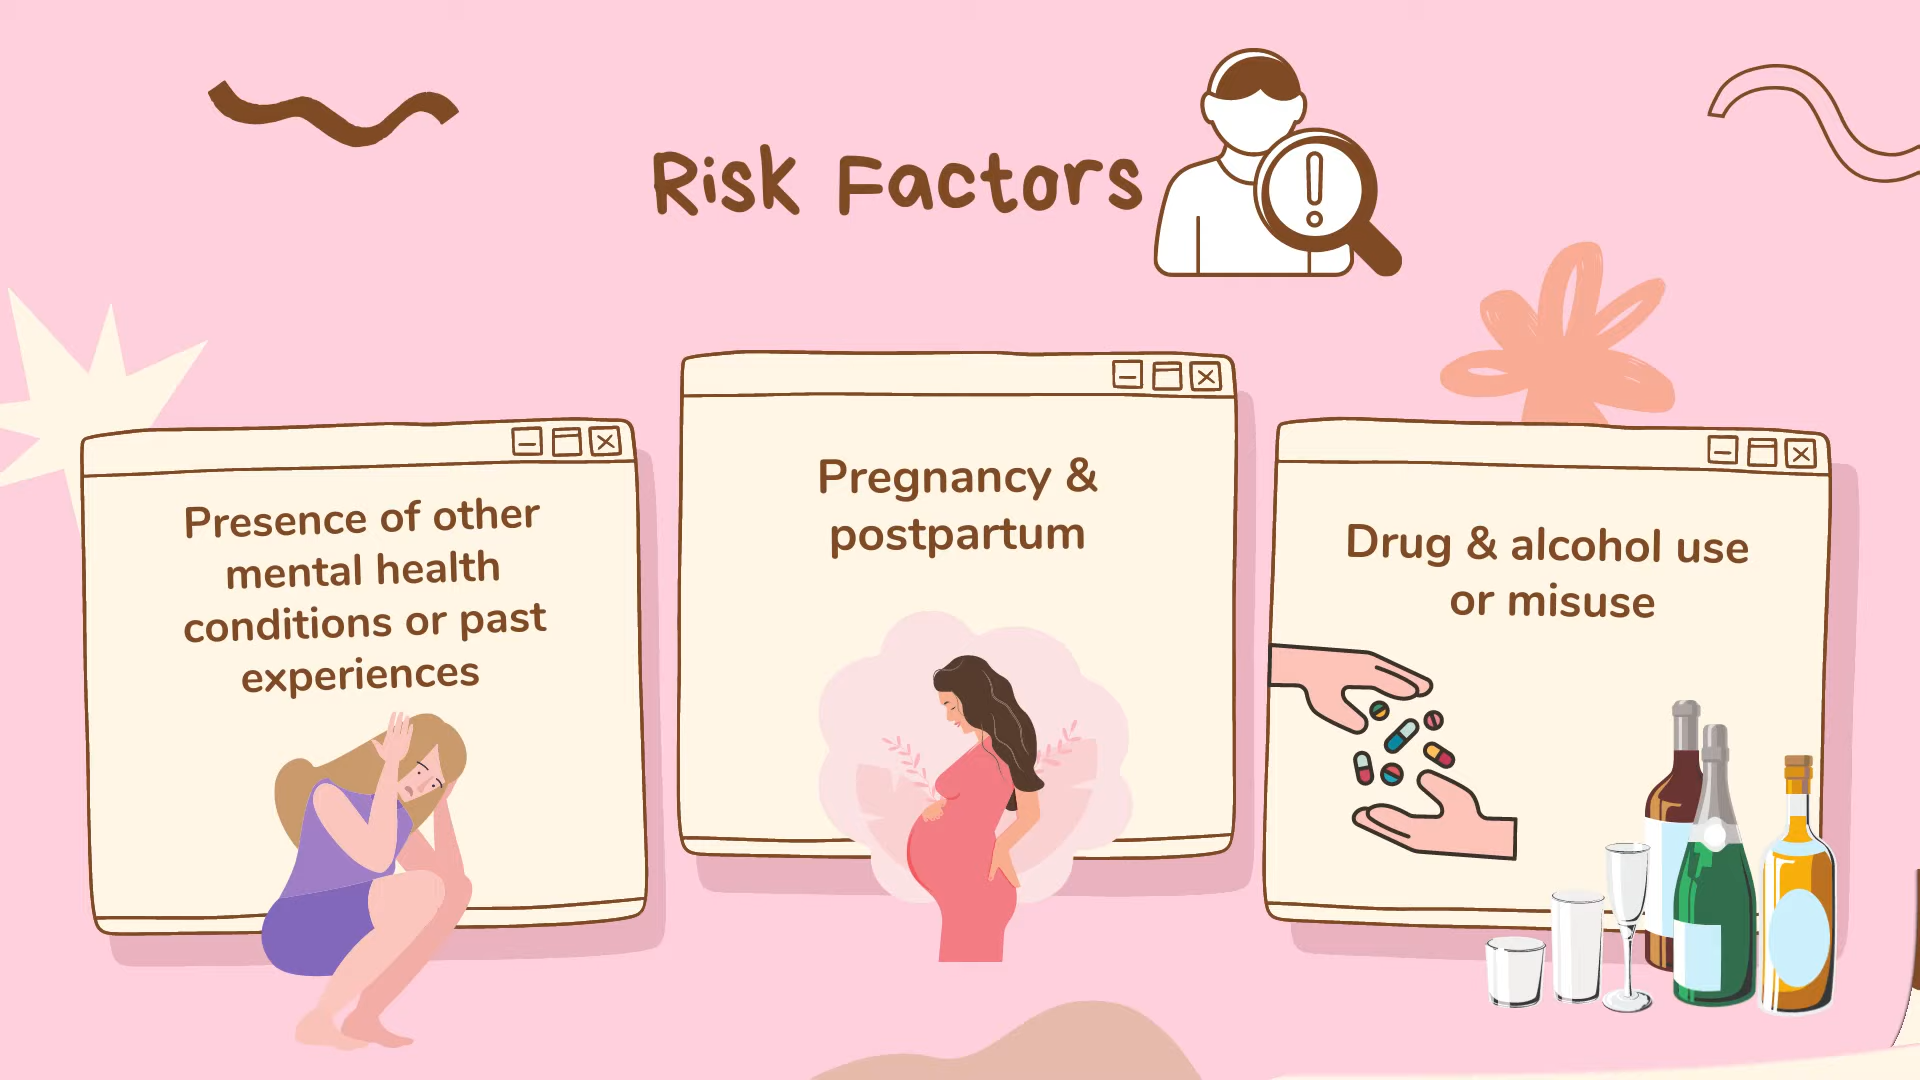 Risk Factors
Presence of other
mental health
conditions or past
experiences
Pregnancy &
postpartum
Drug & alcohol use
or misuse